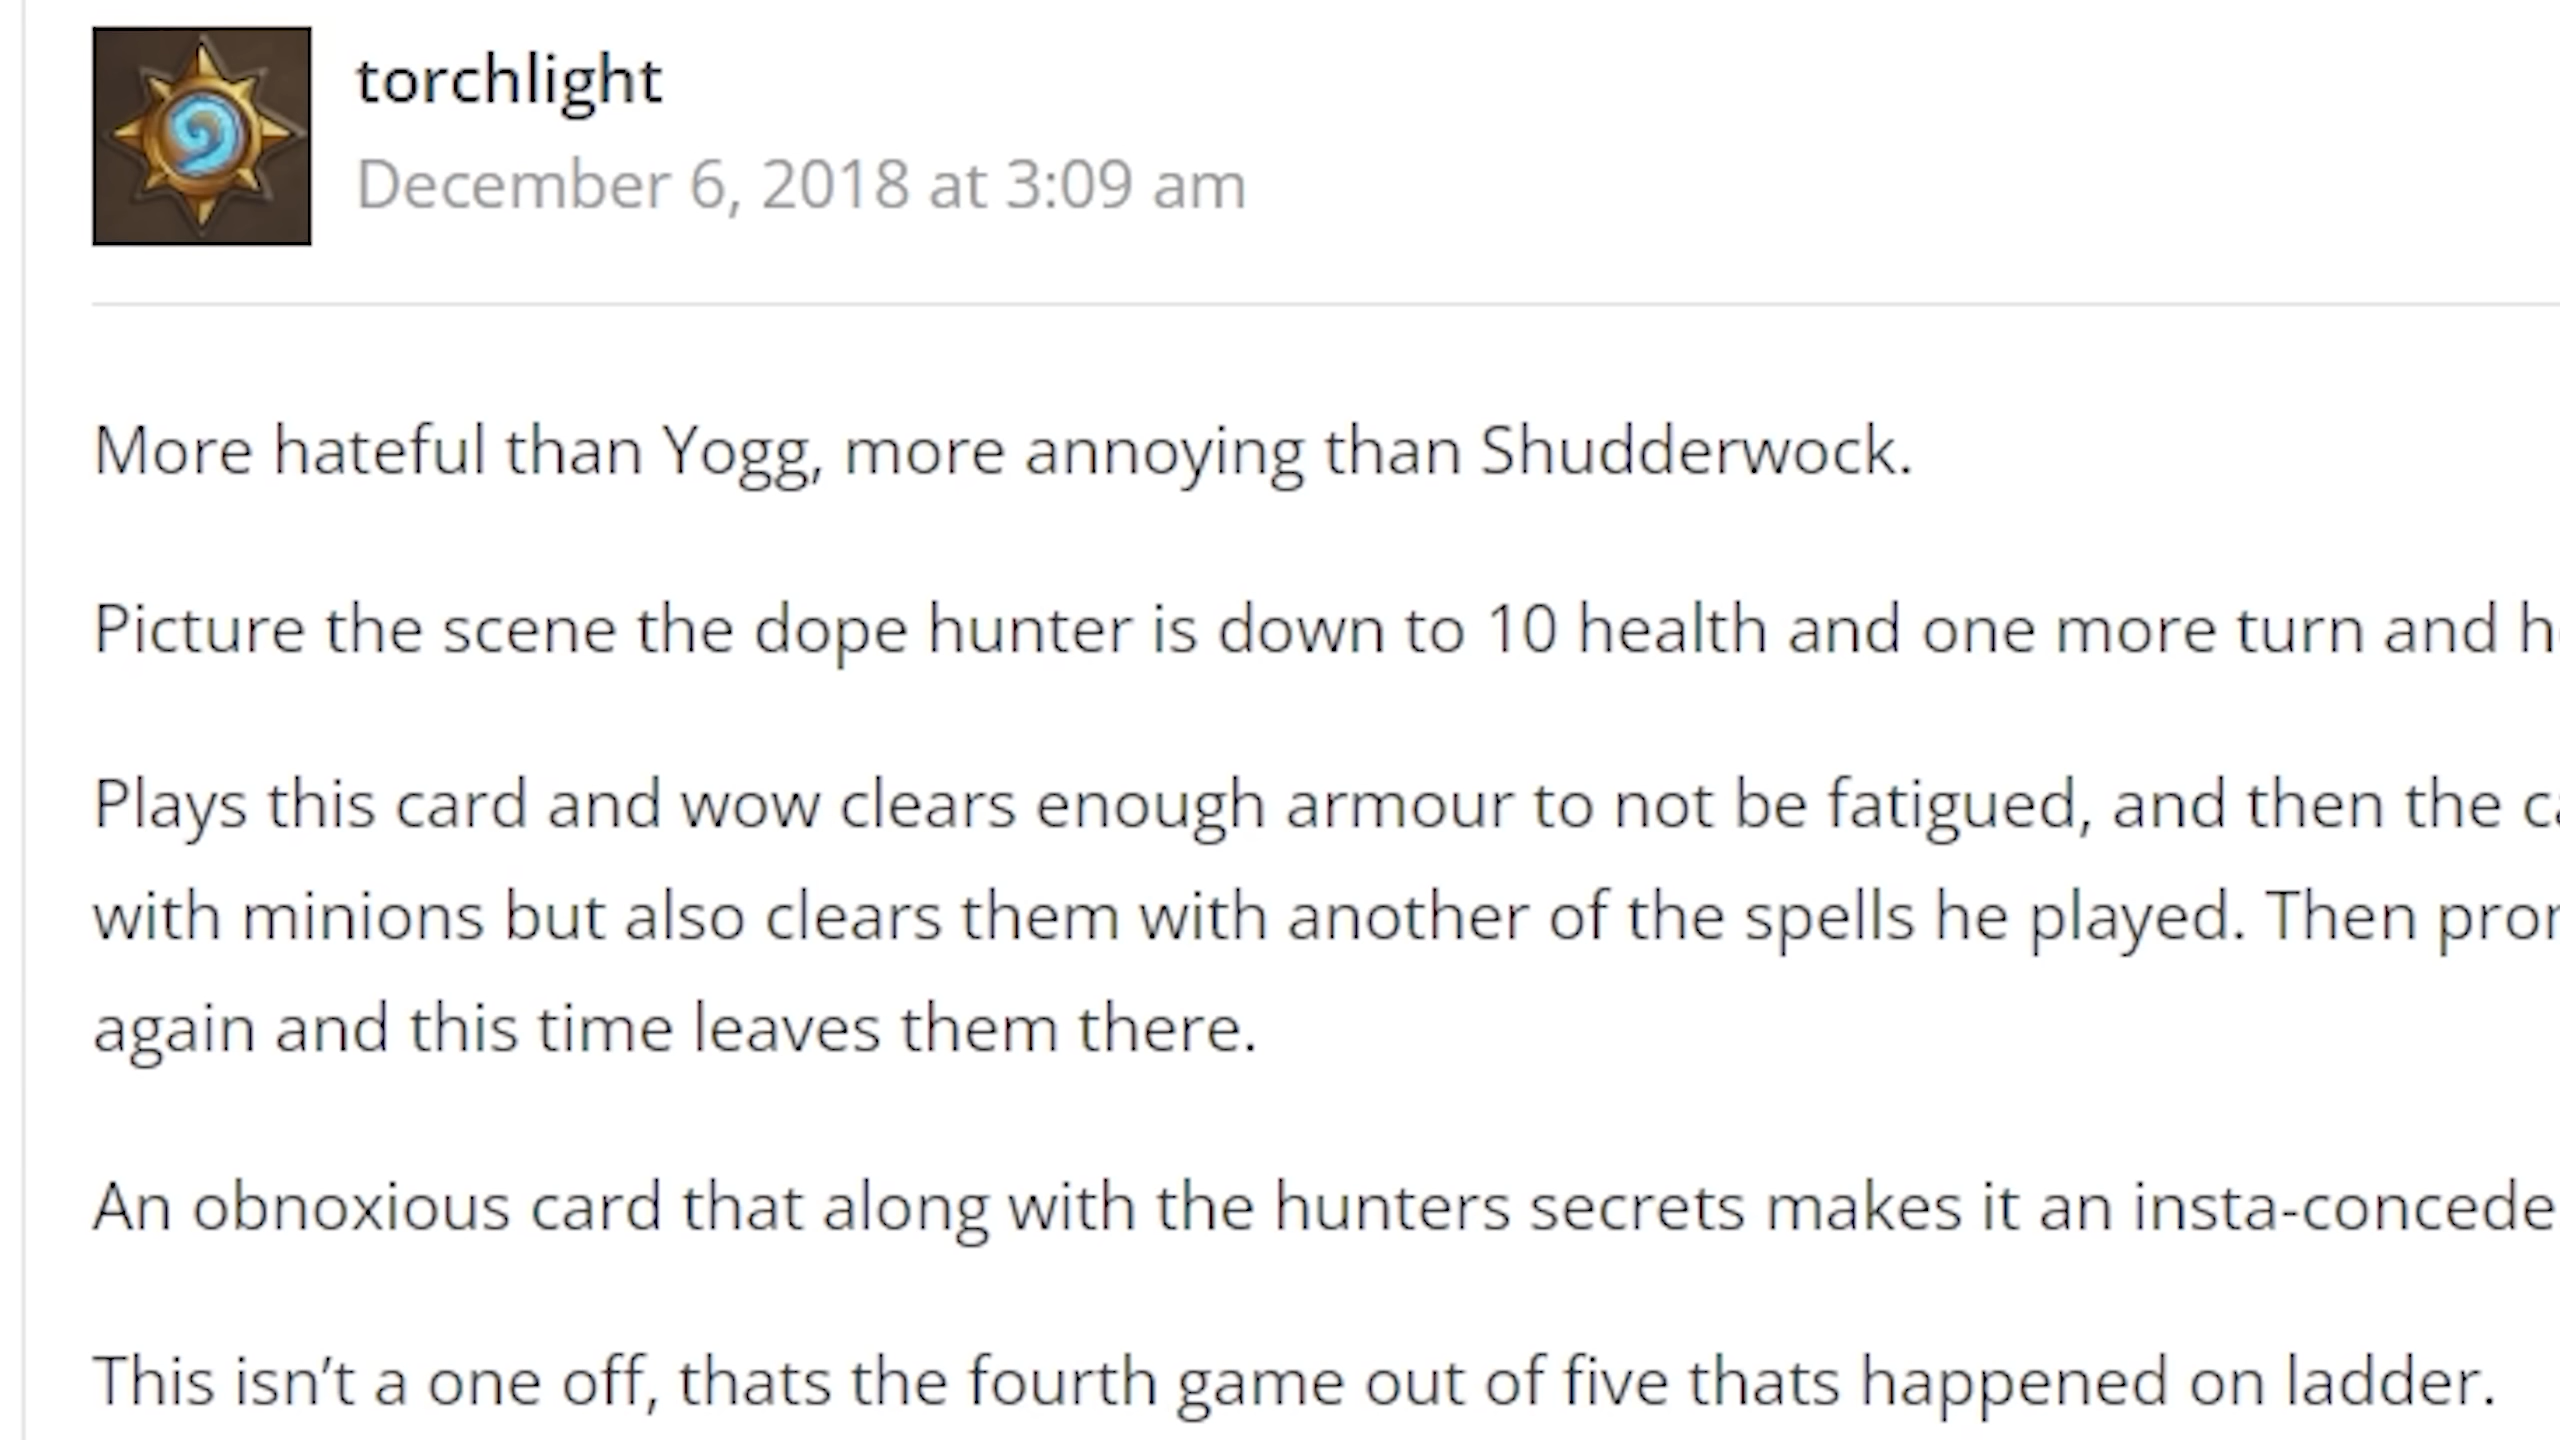 torchlight
December 6, 2018 at 3:09 am
More hateful than Yogg, more annoying than Shudderwock.
Picture the scene the dope hunter is down to 10 health and one more turn and
Plays this card and wow clears enough armour to not be fatigued, and then the
with minions but also clears them with another of the spells he played. Then
again and this time leaves them there.
An obnoxious card that along with the hunters secrets makes it an insta-concede
This isn’t a one off, thats the fourth game out of five thats happened on ladder.